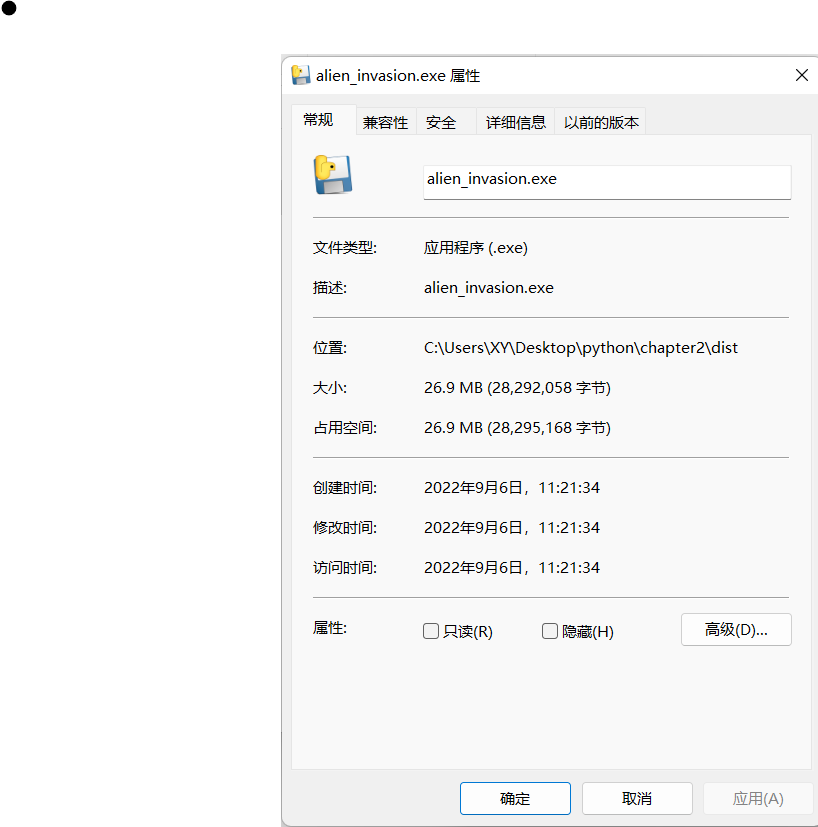 alien_invasion.exe 属性
常规 兼容性 安全 详细信息 以前的版本
alien_invasion.exe
文件类型: 应用程序 (.exe)
描述: alien_invasion.exe
位置: C:\Users\XY\Desktop\python\chapter2\dist
大小: 26.9 MB (28,292,058 字节)
占用空间: 26.9 MB (28,295,168 字节)
创建时间: 2022年9月6日，11:21:34
修改时间: 2022年9月6日，11:21:34
访问时间: 2022年9月6日，11:21:34
属性: 只读(R) 隐藏(H) 高级(D)...
确定 取消 应用(A)